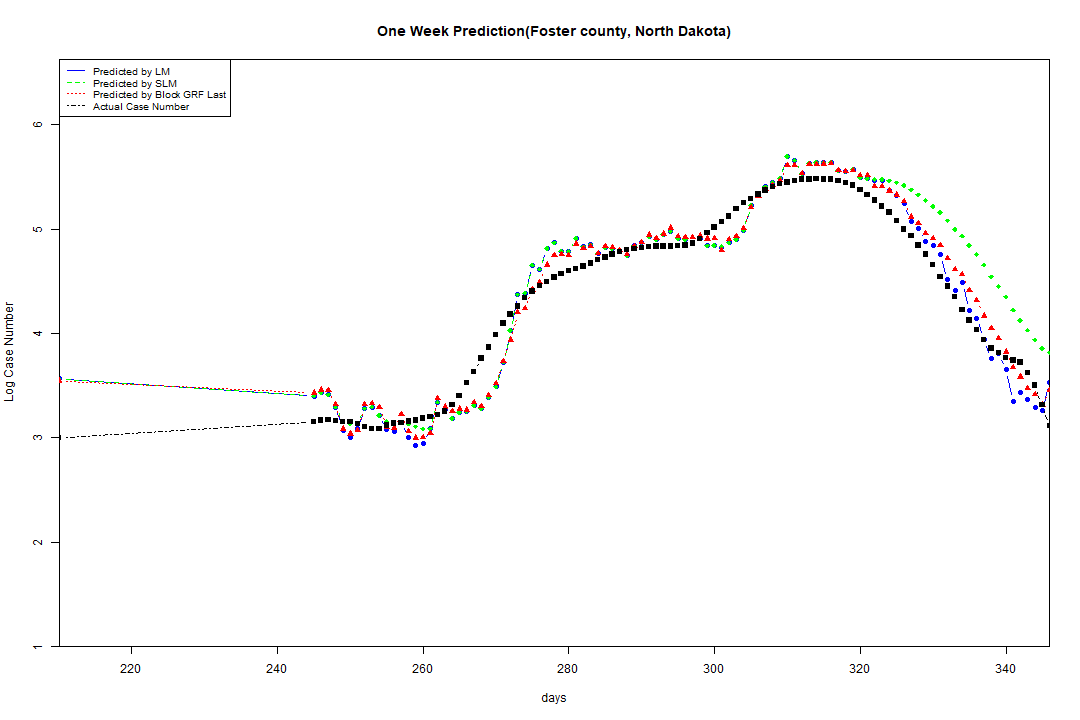 One Week Prediction(Foster county, North Dakota)
Predicted by LM
Predicted by SLM
Predicted by Block GRF Last
Actual Case Number
6
5
4
3
2
1
Log Case Number
220 240 260 280 300 320 340
days